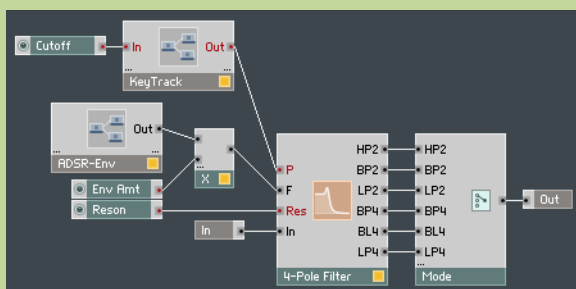 Cutoff
In
Out
...
...
KeyTrack
Out
...
...
ADSR-Env
...
X
Env Amt
Reson
In
P
F
Res
In
HP2
BP2
LP2
BP4
BL4
LP4
4-Pole Filter
HP2
BP2
LP2
BP4
BL4
LP4
...
Mode
Out